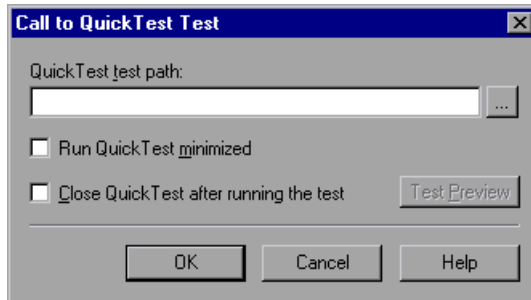 Call to QuickTest Test
QuickTest test path:
...
Run QuickTest minimized
Close QuickTest after running the test
Test Preview
OK
Cancel
Help